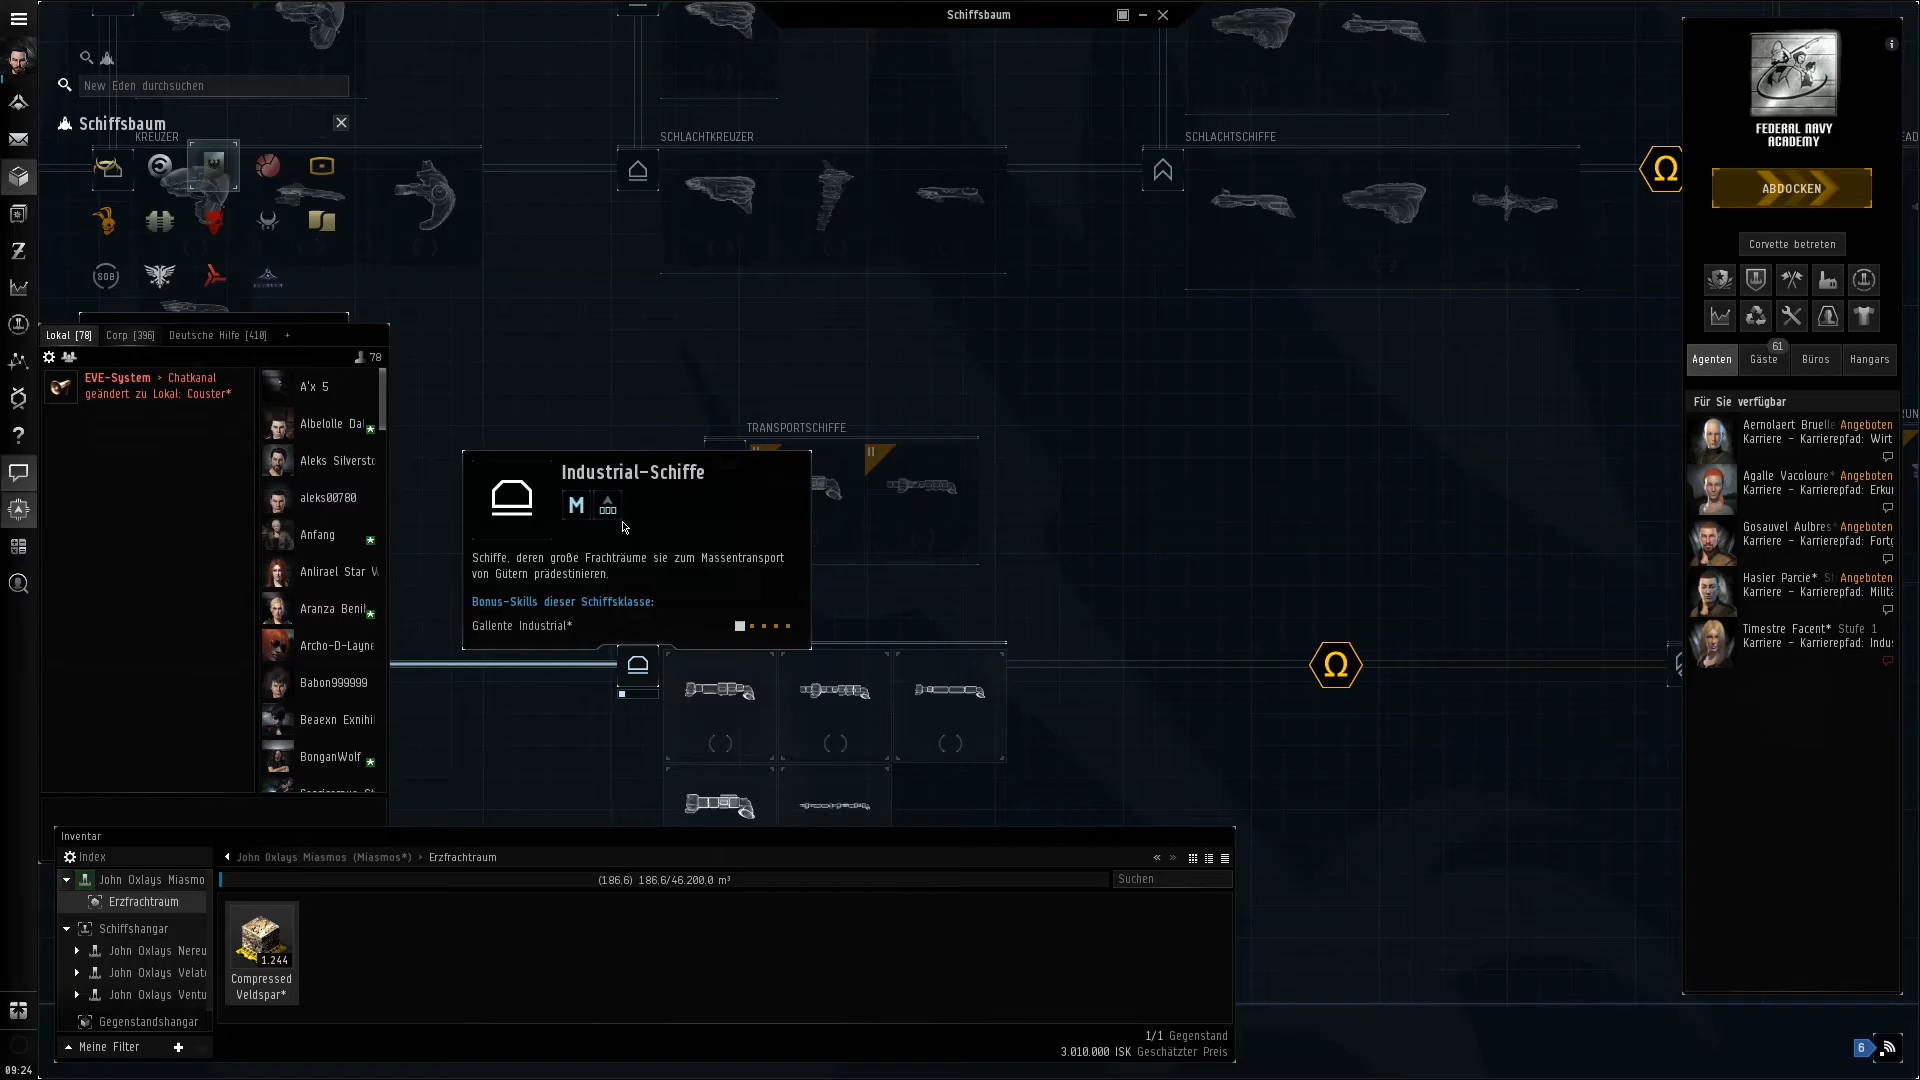 Schiffsbaum
New Eden durchsuchen
Schiffsbaum
KREUZER
SCHLACHTKREUZER
SCHLACHTSCHIFFE
Ω
SOB
Lokal [78]
Corp [396]
Deutsche Hilfe [410]
+
78
EVE-System > Chatkanal
geändert zu Lokal: Couster*
A'x 5
Albelolle Dal
Aleks Silversto
aleks00780
Anfang
Anlirael Star
Aranza Benil
Archo-D-Layne
Babon999999
Beaexn Exnihi
BonganWolf
TRANSPORTSCHIFFE
II
II
Industrial-Schiffe
M
Schiffe, deren große Frachträume sie zum Massentransport
von Gütern prädestinieren.
Bonus-Skills dieser Schiffsklasse:
Gallente Industrial*
Ω
FEDERAL NAVY
ACADEMY
ABDOCKEN
Corvette betreten
Agenten
Gäste
61
Büros
Hangars
Für Sie verfügbar
Aernolaert Bruelle Angeboten
Karriere - Karrierepfad: Wirt
Agalle Vacoloure* Angeboten
Karriere - Karrierepfad: Erku
Gosauvel Aulbres Angeboten
Karriere - Karrierepfad: Fort
Hasier Parcie* St Angeboten
Karriere - Karrierepfad: Milit
Timestre Facent* Stufe 1
Karriere - Karrierepfad: Indus
Inventar
Index
John Oxlays Miasmos (Miasmos*) > Erzfrachtraum
John Oxlays Miasmo
Erzfrachtraum
Schiffshangar
John Oxlays Nereu
John Oxlays Velat
John Oxlays Ventu
Gegenstandshangar
Meine Filter +
(186,6) 186,6/46.200,0 m³
Suchen
1.244
Compressed
Veldspar*
1/1 Gegenstand
3.010.000 ISK Geschätzter Preis
6
09:24